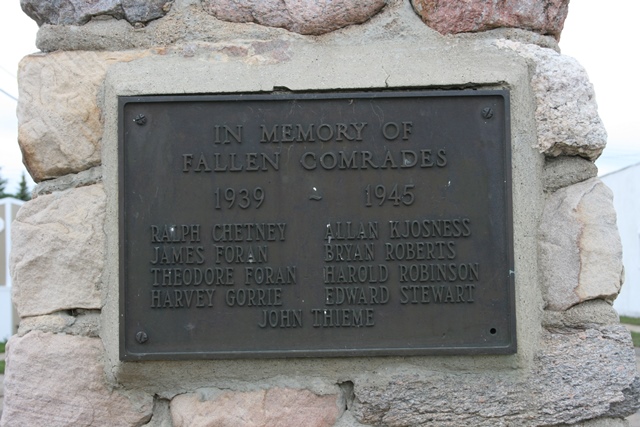 IN MEMORY OF
FALLEN COMRADES
1939 ~ 1945
RALPH CHETNEY ALLAN KJOSNESS
JAMES FORAN BRYAN ROBERTS
THEODORE FORAN HAROLD ROBINSON
HARVEY GORRIE EDWARD STEWART
JOHN THIEME